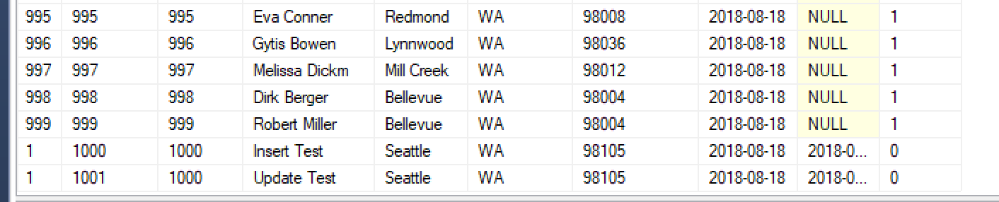 995 995 995 Eva Conner Redmond WA 98008 2018-08-18 NULL 1
996 996 996 Gytis Bowen Lynnwood WA 98036 2018-08-18 NULL 1
997 997 997 Melissa Dickm Mill Creek WA 98012 2018-08-18 NULL 1
998 998 998 Dirk Berger Bellevue WA 98004 2018-08-18 NULL 1
999 999 999 Robert Miller Bellevue WA 98004 2018-08-18 NULL 1
1 1000 1000 Insert Test Seattle WA 98105 2018-08-18 2018-0... 0
1 1001 1000 Update Test Seattle WA 98105 2018-08-18 2018-0... 0